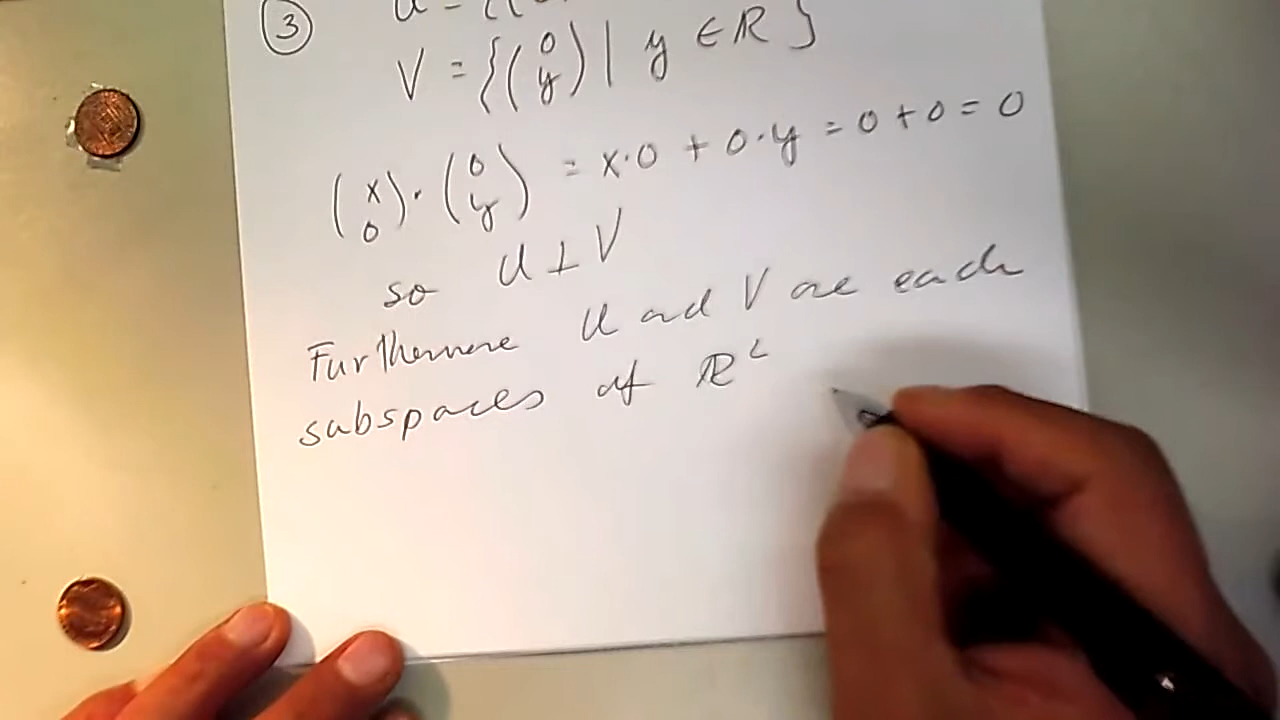 ③ U = {(
V = {(0 y) | y ∈ ℝ }
(x 0) · (0 y) = x·0 + 0·y = 0 + 0 = 0
so U ⊥ V
Furthermore U and V are each
subspaces of ℝ²